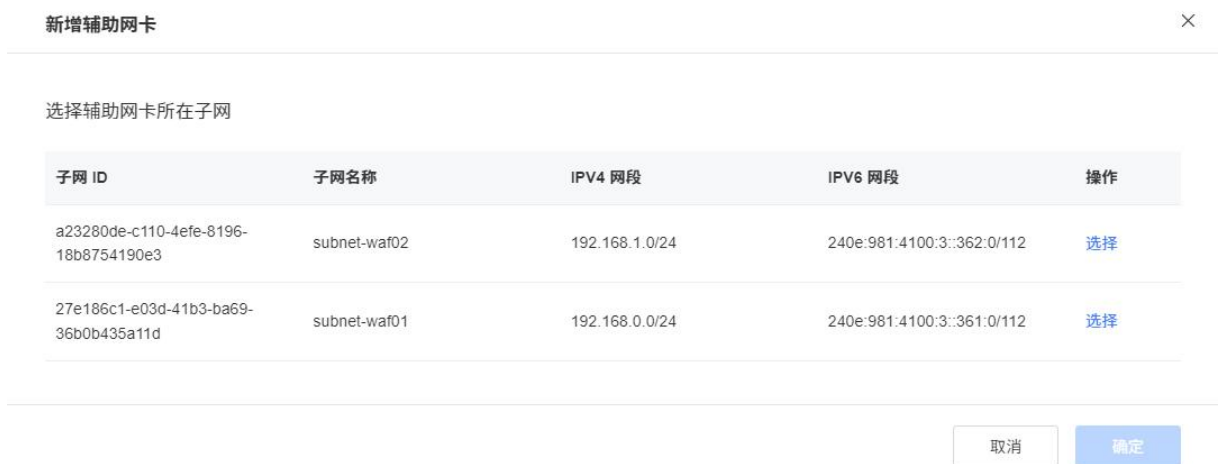 新增辅助网卡
选择辅助网卡所在子网
子网 ID 子网名称 IPV4 网段 IPV6 网段 操作
a23280de-c110-4efe-8196-
18b8754190e3 subnet-waf02 192.168.1.0/24 240e:981:4100:3::362:0/112 选择
27e186c1-e03d-41b3-ba69-
36b0b435a11d subnet-waf01 192.168.0.0/24 240e:981:4100:3::361:0/112 选择
取消 确定